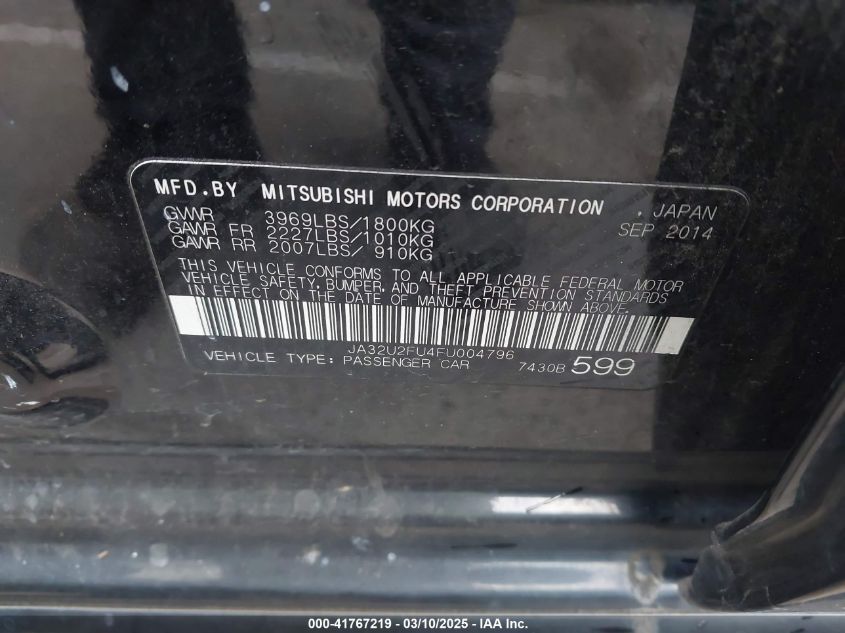 MFD.BY MITSUBISHI MOTORS CORPORATION , JAPAN
GVWR 3969LBS/1800KG SEP 2014
GAWR FR 2227LBS/1010KG
GAWR RR 2007LBS/ 910KG
THIS VEHICLE CONFORMS TO ALL APPLICABLE FEDERAL MOTOR
VEHICLE SAFETY, BUMPER, AND THEFT PREVENTION STANDARDS
IN EFFECT ON THE DATE OF MANUFACTURE SHOWN ABOVE.
JA32U2FU4FU004796
VEHICLE TYPE: PASSENGER CAR 7430B 599
000-41767219 - 03/10/2025 - IAA Inc.